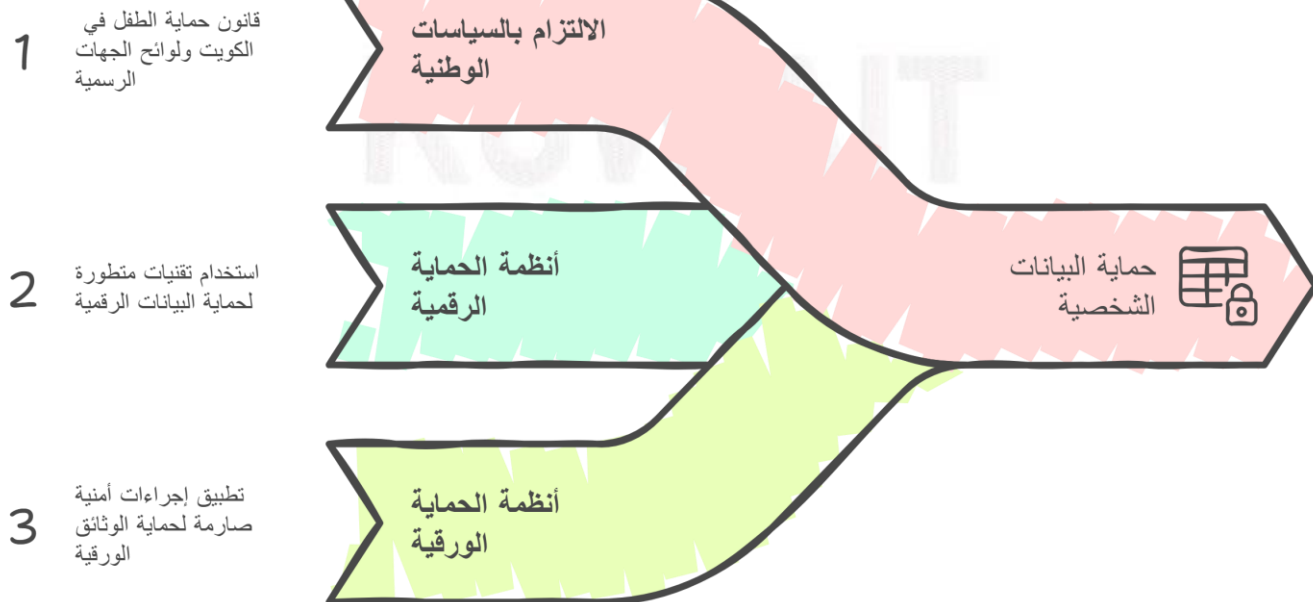 1
قانون حماية الطفل في
الكويت ولوائح الجهات
الرسمية
الالتزام بالسياسات
الوطنية
2
استخدام تقنيات متطورة
لحماية البيانات الرقمية
أنظمة الحماية
الرقمية
حماية البيانات
الشخصية
3
تطبيق إجراءات أمنية
صارمة لحماية الوثائق
الورقية
أنظمة الحماية
الورقية